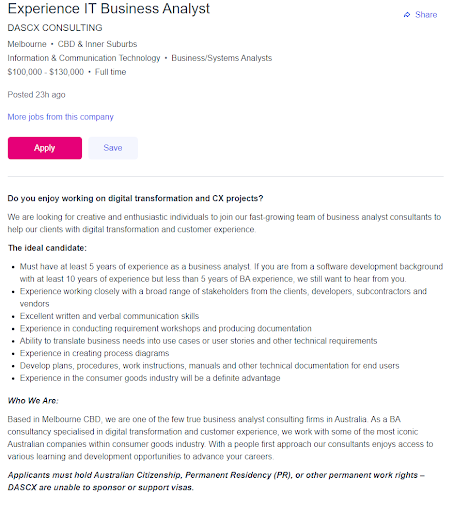 Experience IT Business Analyst
Share
DASCX CONSULTING
Melbourne • CBD & Inner Suburbs
Information & Communication Technology • Business/Systems Analysts
$100,000 - $130,000 • Full time
Posted 23h ago
More jobs from this company
Apply
Save
Do you enjoy working on digital transformation and CX projects?
We are looking for creative and enthusiastic individuals to join our fast-growing team of business analyst consultants to
help our clients with digital transformation and customer experience.
The ideal candidate:
• Must have at least 5 years of experience as a business analyst. If you are from a software development background
with at least 10 years of experience but less than 5 years of BA experience, we still want to hear from you.
• Experience working closely with a broad range of stakeholders from the clients, developers, subcontractors and
vendors
• Excellent written and verbal communication skills
• Experience in conducting requirement workshops and producing documentation
• Ability to translate business needs into use cases or user stories and other technical requirements
• Experience in creating process diagrams
• Develop plans, procedures, work instructions, manuals and other technical documentation for end users
• Experience in the consumer goods industry will be a definite advantage
Who We Are:
Based in Melbourne CBD, we are one of the few true business analyst consulting firms in Australia. As a BA
consultancy specialised in digital transformation and customer experience, we work with some of the most iconic
Australian companies within consumer goods industry. With a people first approach our consultants enjoys access to
various learning and development opportunities to advance your careers.
Applicants must hold Australian Citizenship, Permanent Residency (PR), or other permanent work rights –
DASCX are unable to sponsor or support visas.